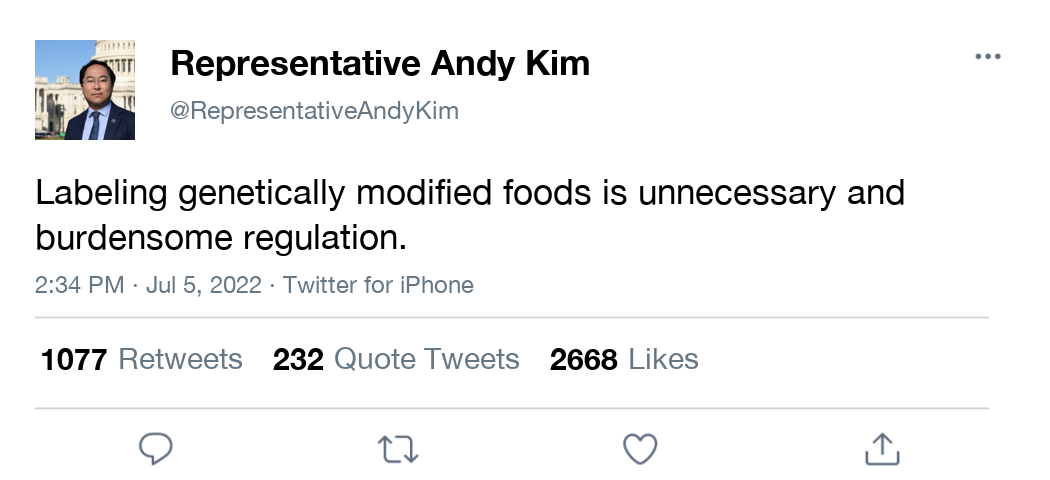 Representative Andy Kim
@RepresentativeAndyKim
Labeling genetically modified foods is unnecessary and
burdensome regulation.
2:34 PM · Jul 5, 2022 · Twitter for iPhone
1077 Retweets 232 Quote Tweets 2668 Likes